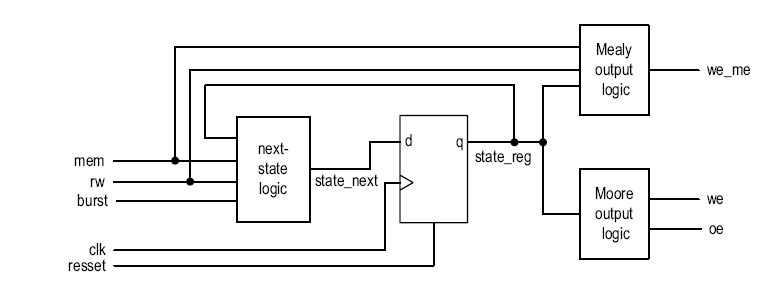 Mealy
output
logic
we_me
next-
state
logic
d
q
mem
rw
burst
state_next
state_reg
Moore
output
logic
we
oe
clk
resset